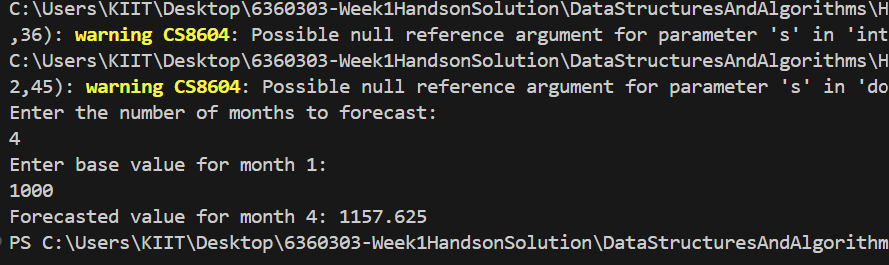 C:\Users\KIIT\Desktop\6360303-Week1HandsonSolution\DataStructuresAndAlgorithms\H
,36): warning CS8604: Possible null reference argument for parameter 's' in 'int
C:\Users\KIIT\Desktop\6360303-Week1HandsonSolution\DataStructuresAndAlgorithms\H
2,45): warning CS8604: Possible null reference argument for parameter 's' in 'do
Enter the number of months to forecast:
4
Enter base value for month 1:
1000
Forecasted value for month 4: 1157.625
PS C:\Users\KIIT\Desktop\6360303-Week1HandsonSolution\DataStructuresAndAlgorithm